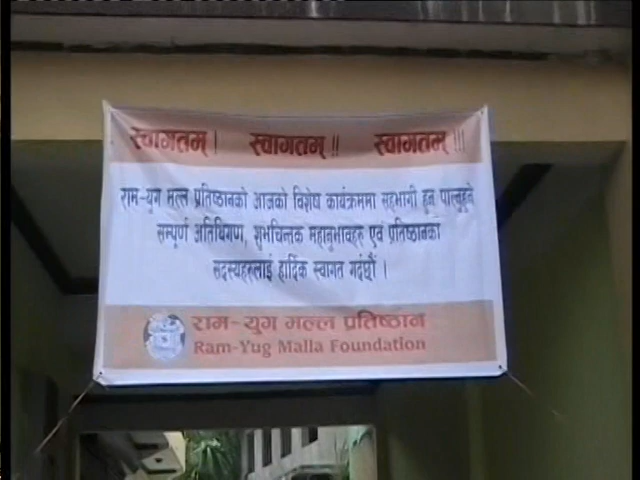 स्वागतम् ! स्वागतम् !! स्वागतम् !!!
राम-युग मल्ल प्रतिष्ठानको आजको विशेष कार्यक्रममा सहभागी हुन पाल्नुहुने
सम्पूर्ण अतिथिगण, शुभचिन्तक महानुभावहरु एवं प्रतिष्ठानका
सदस्यहरुलाई हार्दिक स्वागत गर्दछौं ।
राम-युग मल्ल प्रतिष्ठान
Ram-Yug Malla Foundation